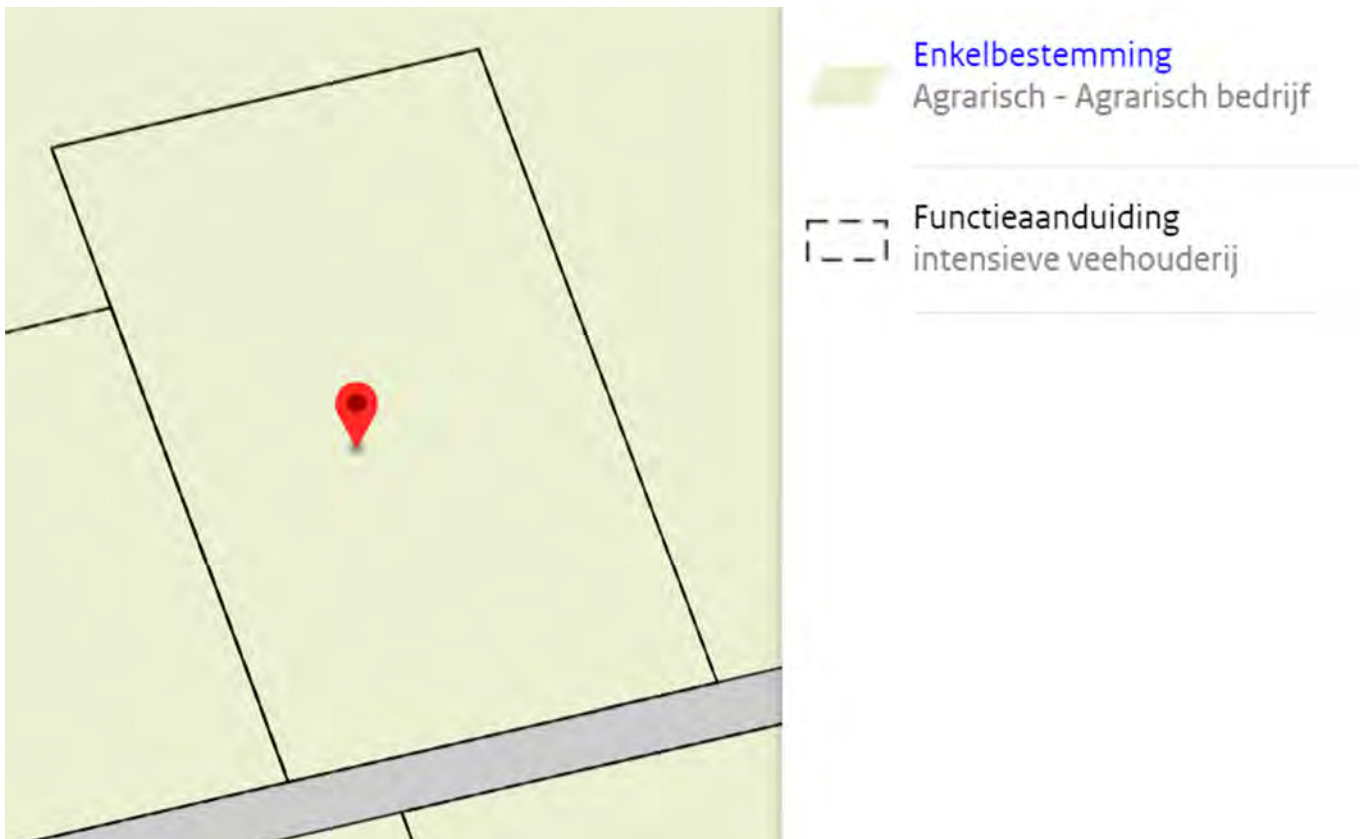 Enkelbestemming
Agrarisch - Agrarisch bedrijf
Functieaanduiding
intensieve veehouderij